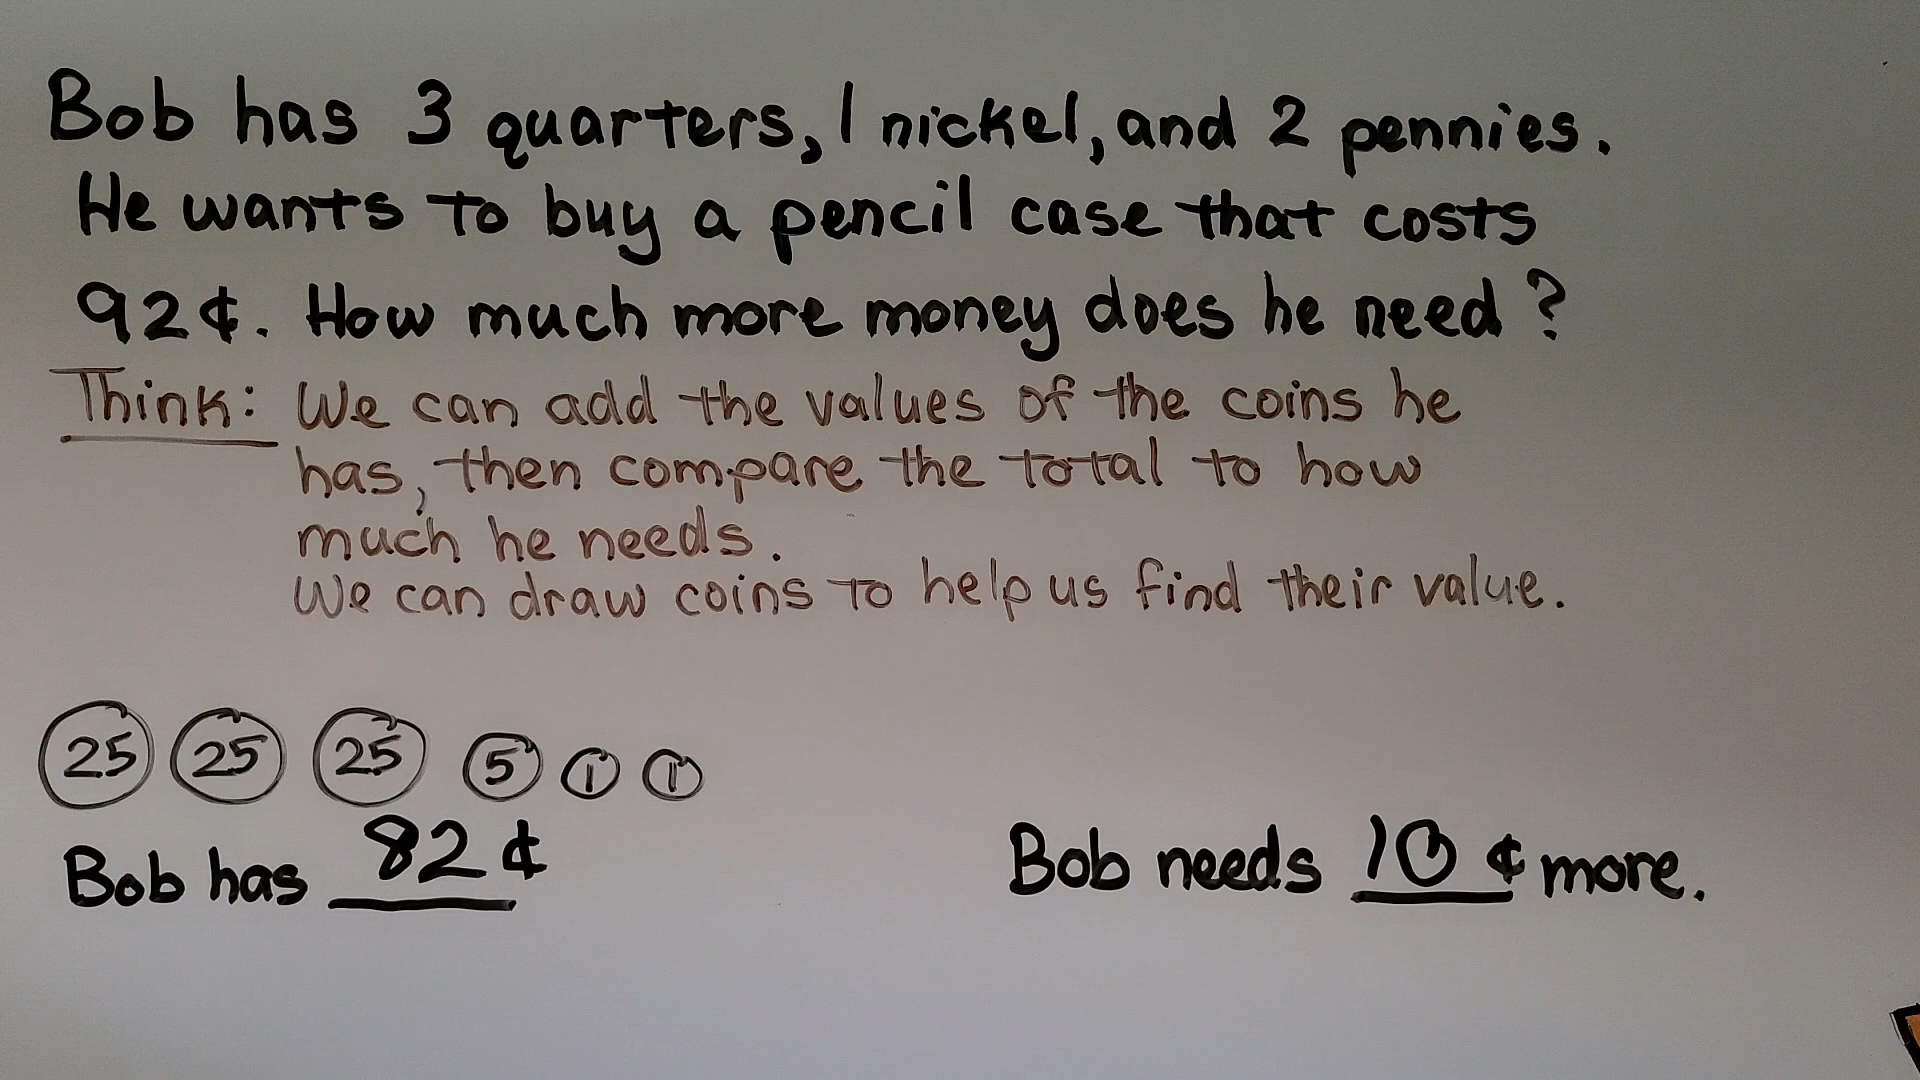 Bob has 3 quarters, 1 nickel, and 2 pennies.
He wants to buy a pencil case that costs
92¢. How much more money does he need?
Think: We can add the values of the coins he
has, then compare the total to how
much he needs.
We can draw coins to help us find their value.
25 25 25 5 1 1
Bob has 82¢
Bob needs 10 ¢ more.